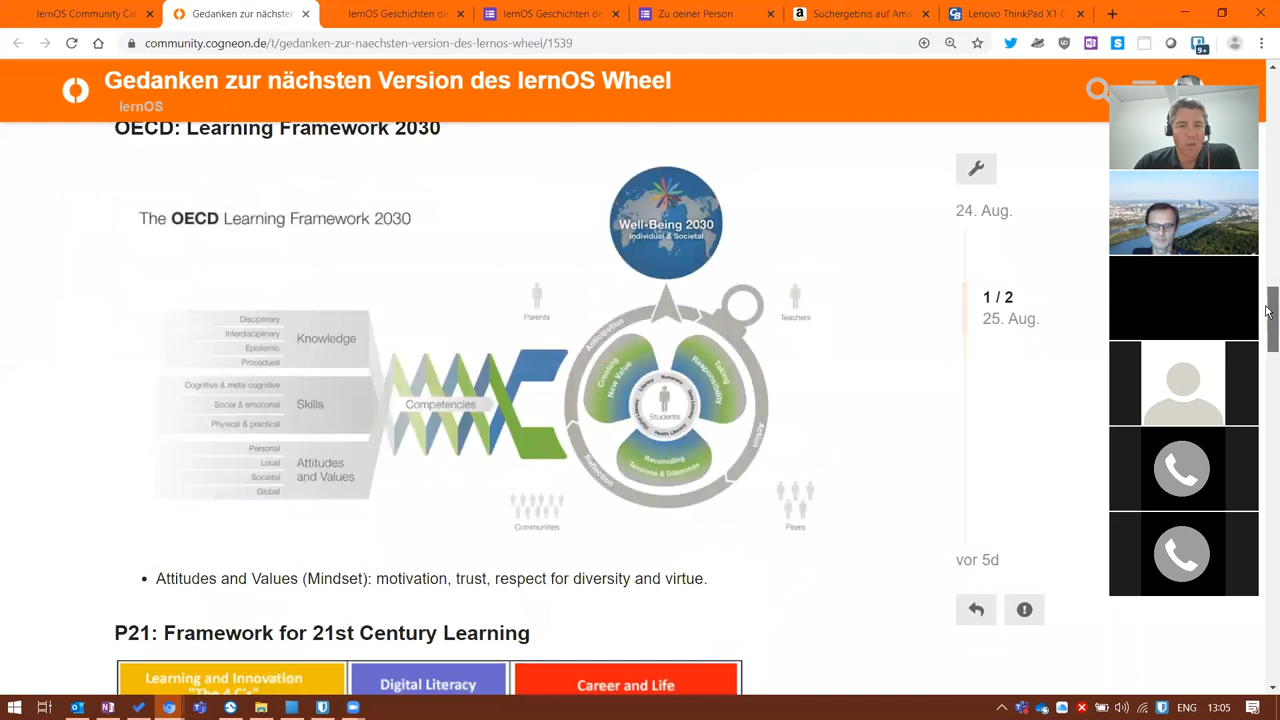 lernOS Community Cal
Gedanken zur nächsten
lernOS Geschichten de
lernOS Geschichten de
Zu deiner Person
Suchergebnis auf Ama
Lenovo ThinkPad X1 C
community.cogneon.de/t/gedanken-zur-naechsten-version-des-lernos-wheel/1539
9+
Gedanken zur nächsten Version des lernOS Wheel
lernOS
OECD: Learning Framework 2030
The OECD Learning Framework 2030
Well-Being 2030
Individual & Societal
Parents
Teachers
Disciplinary
Interdisciplinary
Epistemic
Procedural
Knowledge
Cognitive & meta-cognitive
Social & emotional
Physical & practical
Skills
Personal
Local
Societal
Global
Attitudes
and Values
Competencies
Anticipation
Action
Reflection
Creating
New Value
Taking
Responsibility
Reconciling
Tensions & Dilemmas
Students
Communities
Peers
24. Aug.
1 / 2
25. Aug.
vor 5d
Attitudes and Values (Mindset): motivation, trust, respect for diversity and virtue.
P21: Framework for 21st Century Learning
Learning and Innovation
"The 4 C's"
Digital Literacy
Career and Life
ENG
13:05